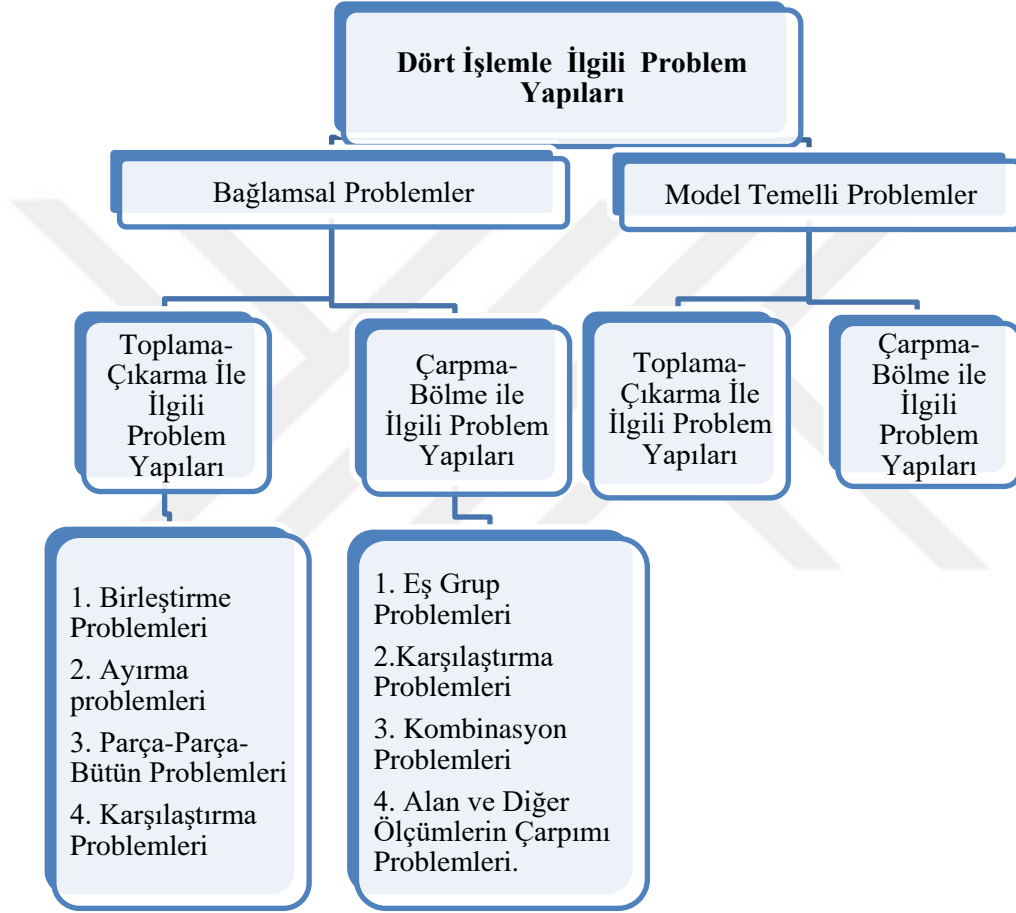 Dört İşlemle İlgili Problem
Yapıları
Bağlamsal Problemler
Model Temelli Problemler
Toplama-
Çıkarma İle
İlgili
Problem
Yapıları
Çarpma-
Bölme ile
İlgili Problem
Yapıları
Toplama-
Çıkarma İle
İlgili Problem
Yapıları
Çarpma-
Bölme ile
İlgili
Problem
Yapıları
1. Birleştirme
Problemleri
2. Ayırma
problemleri
3. Parça-Parça-
Bütün Problemleri
4. Karşılaştırma
Problemleri
1. Eş Grup
Problemleri
2.Karşılaştırma
Problemleri
3. Kombinasyon
Problemleri
4. Alan ve Diğer
Ölçümlerin Çarpımı
Problemleri.